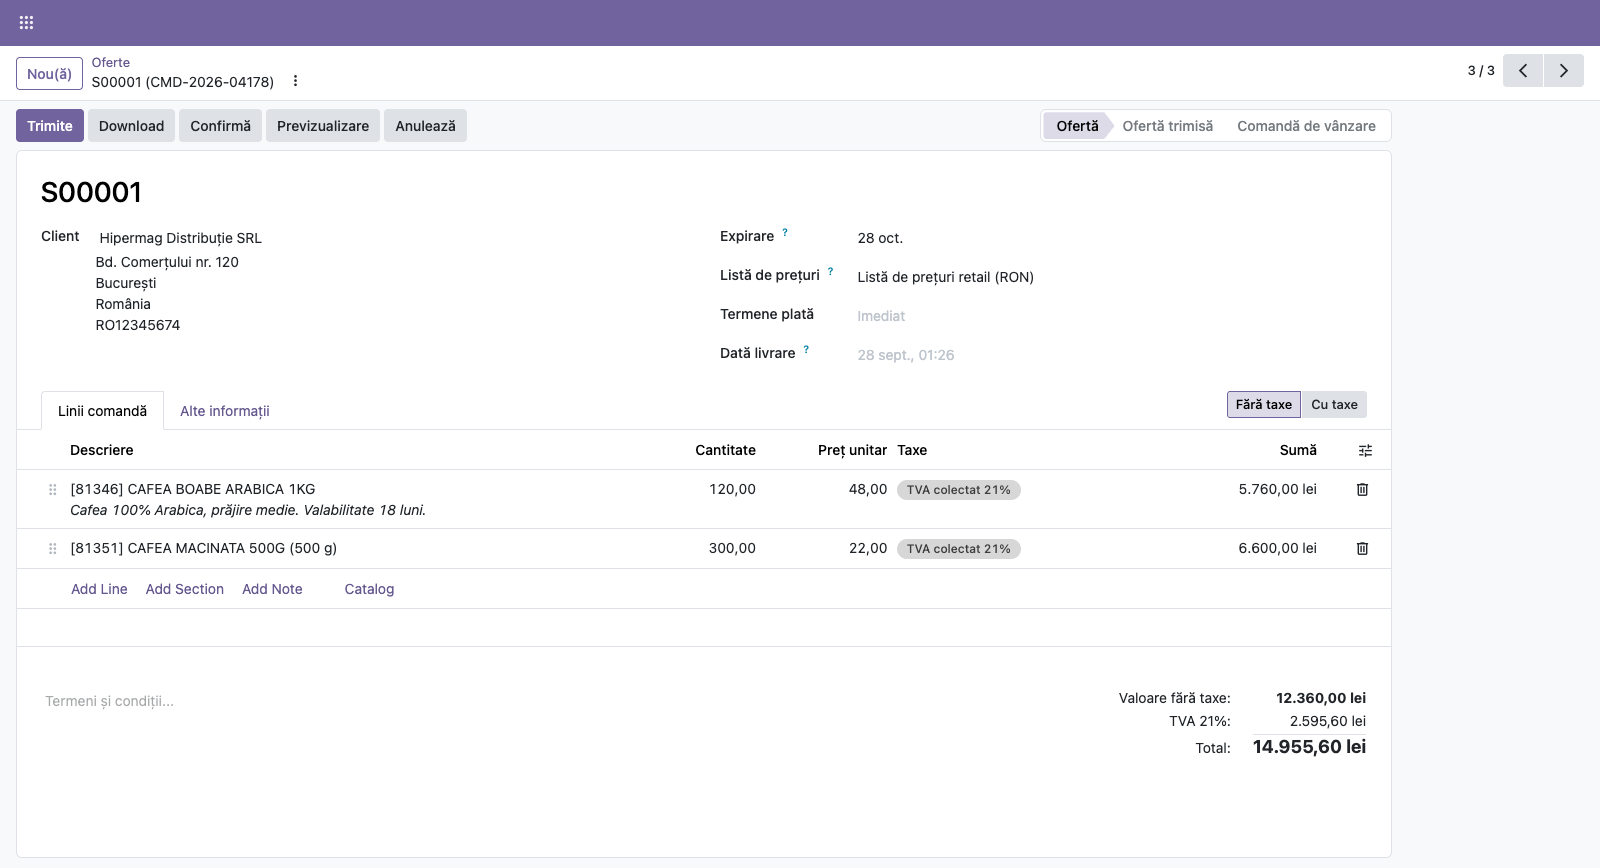 Nou(ă)
Oferte
S00001 (CMD-2026-04178)
3 / 3
Trimite Download Confirmă Previzualizare Anulează
Ofertă Ofertă trimisă Comandă de vânzare
S00001
Client Hipermag Distribuție SRL
Bd. Comerțului nr. 120
București
România
RO12345674
Expirare ? 28 oct.
Listă de prețuri ? Listă de prețuri retail (RON)
Termene plată Imediat
Dată livrare ? 28 sept., 01:26
Linii comandă Alte informații
Fără taxe Cu taxe
Descriere Cantitate Preț unitar Taxe Sumă
[81346] CAFEA BOABE ARABICA 1KG 120,00 48,00 TVA colectat 21% 5.760,00 lei
Cafea 100% Arabica, prăjire medie. Valabilitate 18 luni.
[81351] CAFEA MACINATA 500G (500 g) 300,00 22,00 TVA colectat 21% 6.600,00 lei
Add Line Add Section Add Note Catalog
Termeni și condiții...
Valoare fără taxe: 12.360,00 lei
TVA 21%: 2.595,60 lei
Total: 14.955,60 lei